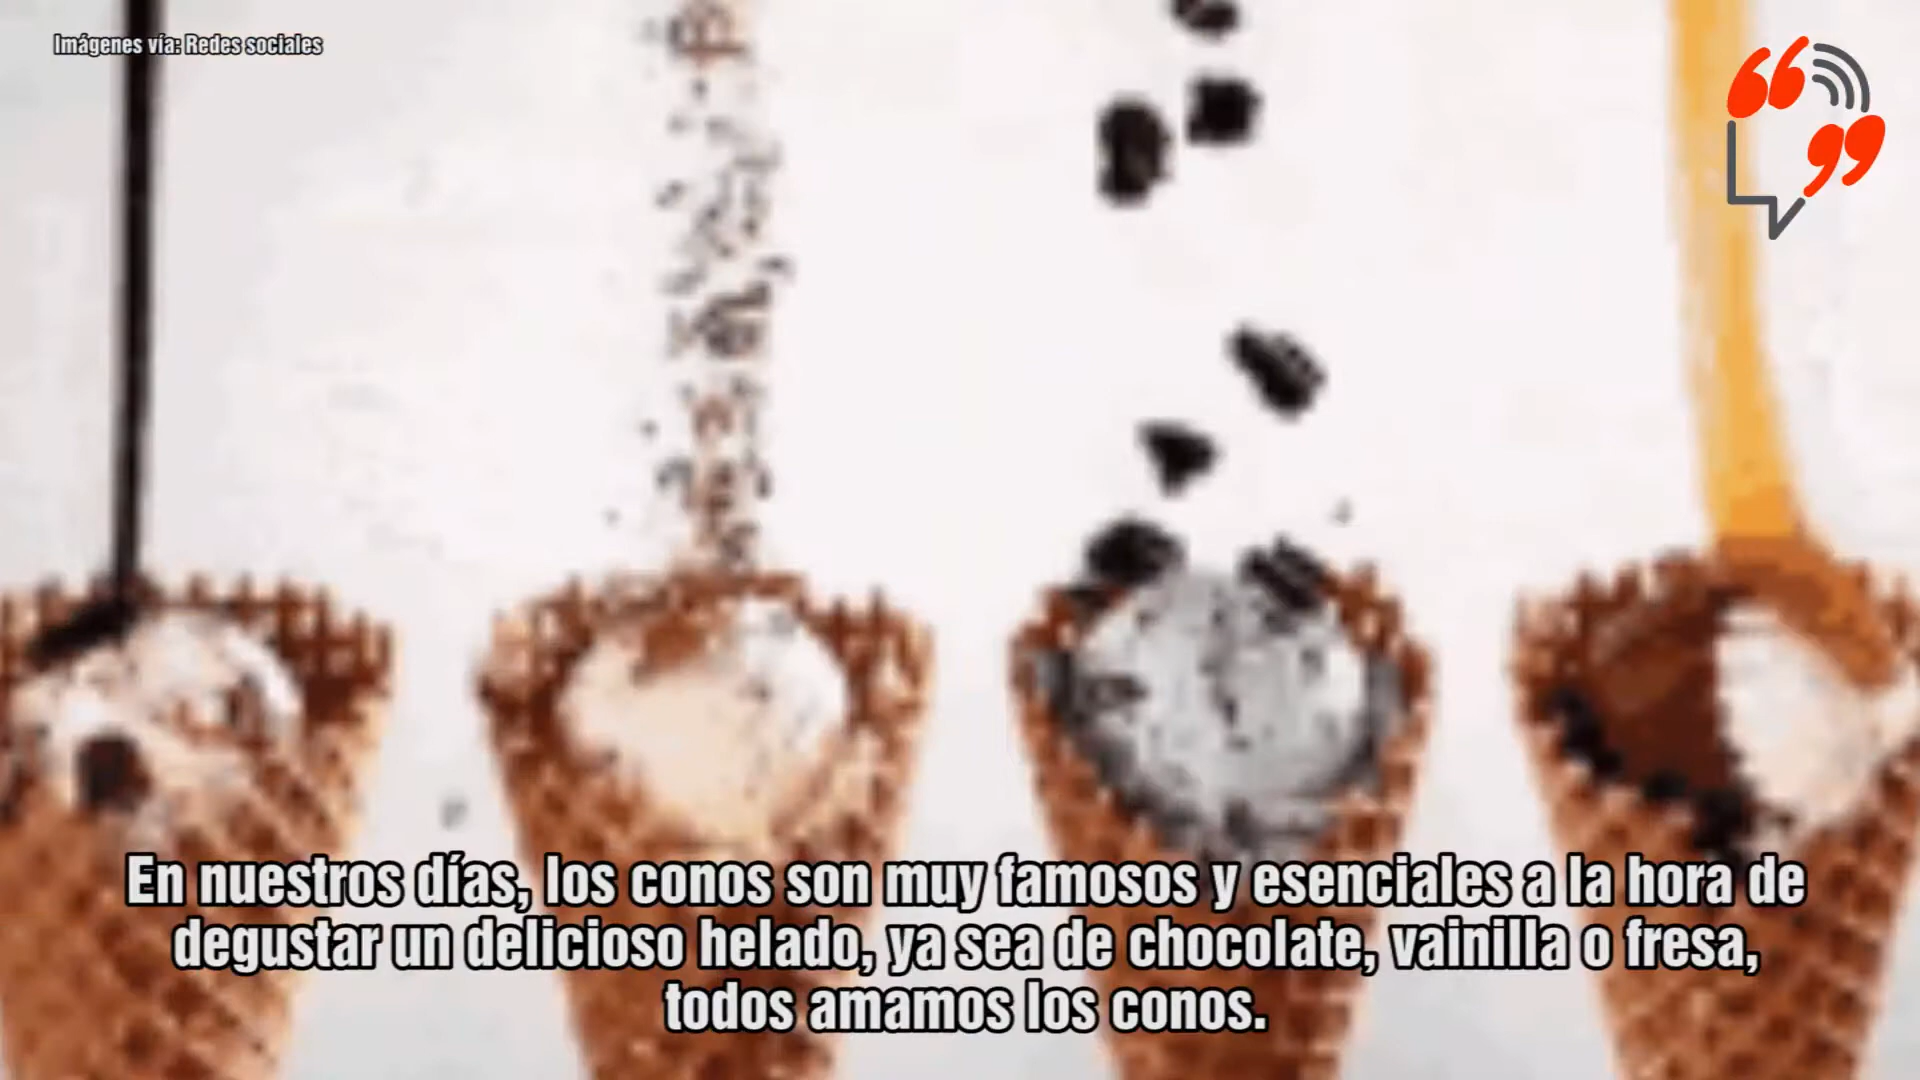 Imágenes vía: Redes sociales
En nuestros días, los conos son muy famosos y esenciales a la hora de
degustar un delicioso helado, ya sea de chocolate, vainilla o fresa,
todos amamos los conos.